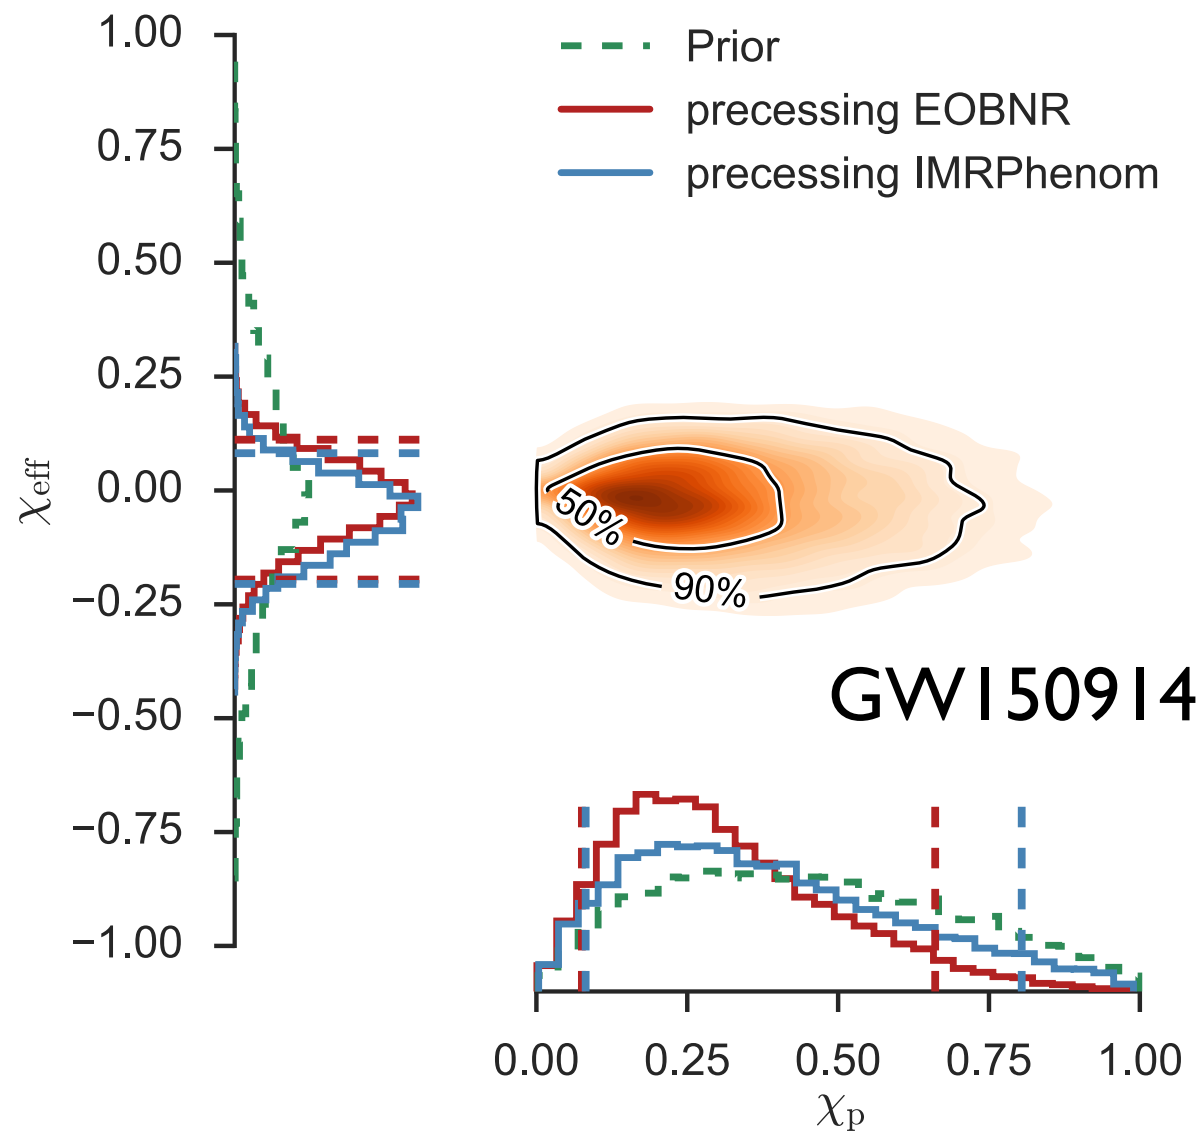 Prior
precessing EOBNR
precessing IMRPhenom
1.00
0.75
0.50
0.25
0.00
−0.25
−0.50
−0.75
−1.00
χeff
50%
90%
GW150914
0.00 0.25 0.50 0.75 1.00
χp